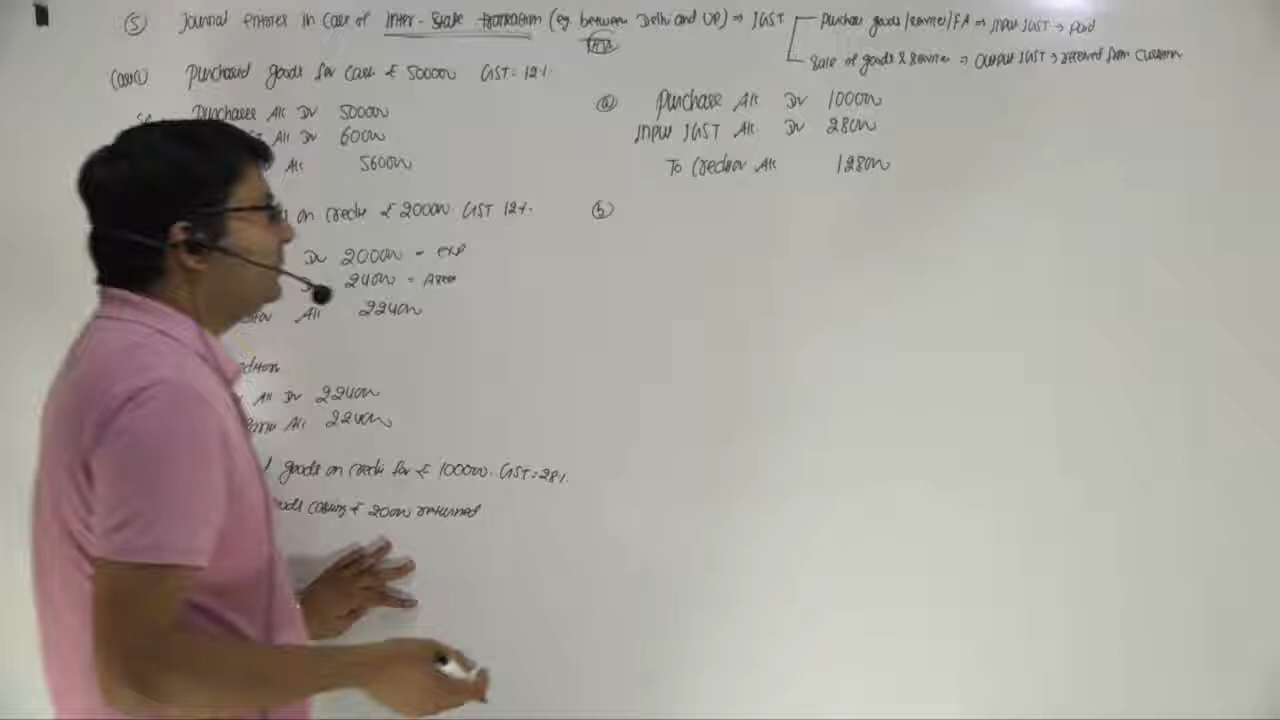 (5) Journal entries in case of Inter-State transaction (eg. between Delhi and UP) ⇒ IGST
Purchase goods/service/FA ⇒ Input IGST → paid
Sale of goods & service ⇒ Output IGST → received from customer
Case(1) Purchased goods for cash ₹ 50000 GST = 12%
Purchases A/c Dr 50000
A/c Dr 6000
A/c 56000
on credit ₹ 20000 GST 12%.
Dr 20000 - exp
2400 - Asset
A/c 22400
A/c Dr 22400
A/c 22400
goods on credit for ₹ 10000. GST = 28%.
costing ₹ 2000 returned
(a) Purchase A/c Dr 10000
Input IGST A/c Dr 2800
To Creditor A/c 12800
(b)